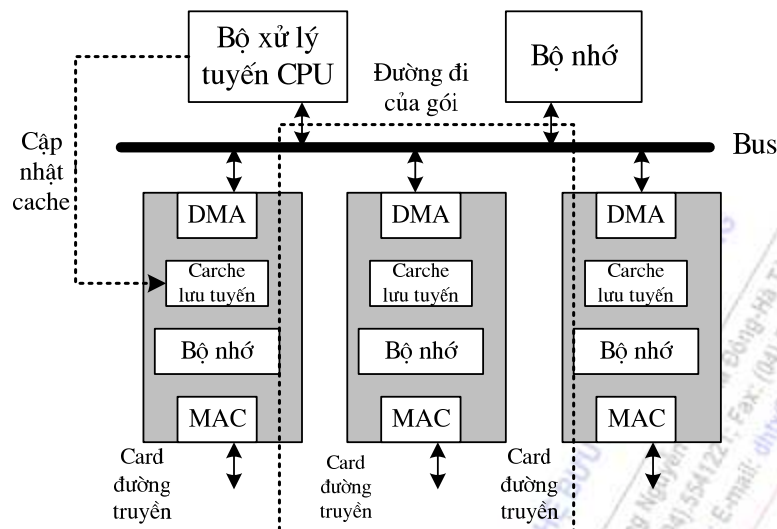 Bộ xử lý
tuyến CPU
Đường đi
của gói
Bộ nhớ
Cập
nhật
cache
Bus
DMA
DMA
DMA
Carche
lưu tuyến
Carche
lưu tuyến
Carche
lưu tuyến
Bộ nhớ
Bộ nhớ
Bộ nhớ
MAC
MAC
MAC
Card
đường
truyền
Card
đường
truyền
Card
đường
truyền